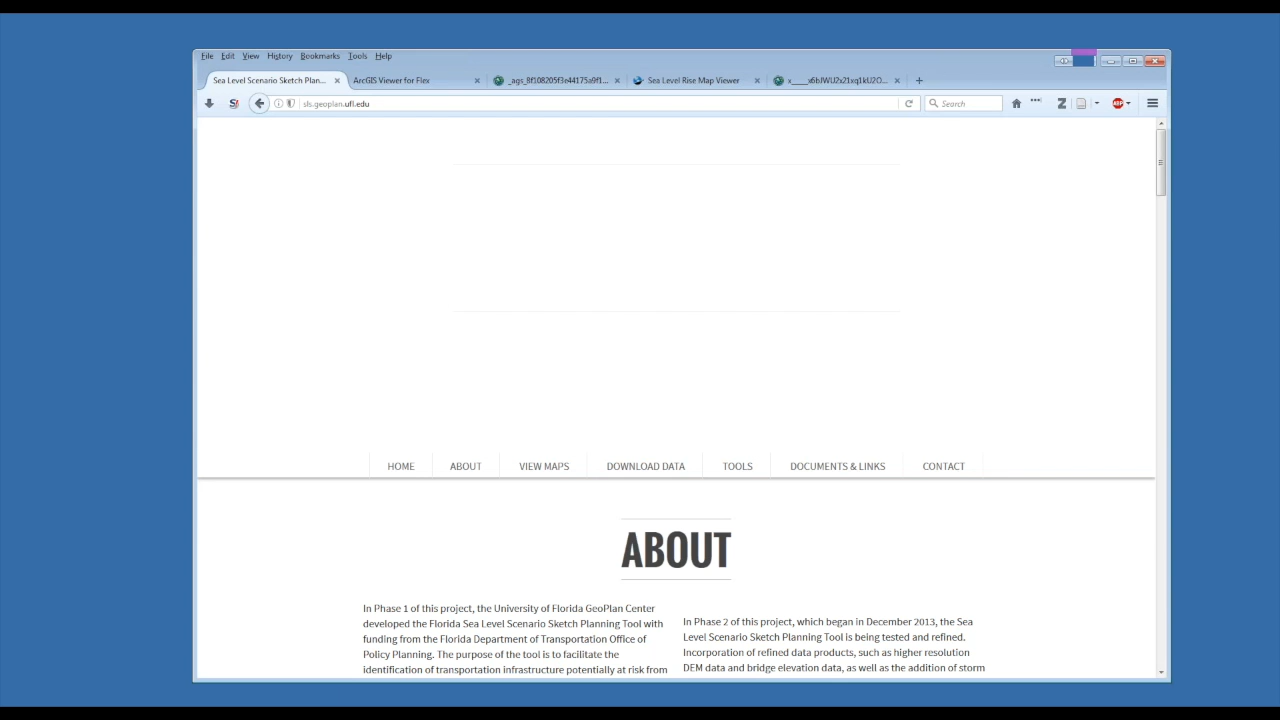 File Edit View History Bookmarks Tools Help
Sea Level Scenario Sketch Plan... ArcGIS Viewer for Flex _ags_8f108205f3e44175a9f1... Sea Level Rise Map Viewer
sls.geoplan.ufl.edu Search
HOME ABOUT VIEW MAPS DOWNLOAD DATA TOOLS DOCUMENTS & LINKS CONTACT
ABOUT
In Phase 1 of this project, the University of Florida GeoPlan Center
developed the Florida Sea Level Scenario Sketch Planning Tool with
funding from the Florida Department of Transportation Office of
Policy Planning. The purpose of the tool is to facilitate the
identification of transportation infrastructure potentially at risk from
In Phase 2 of this project, which began in December 2013, the Sea
Level Scenario Sketch Planning Tool is being tested and refined.
Incorporation of refined data products, such as higher resolution
DEM data and bridge elevation data, as well as the addition of storm